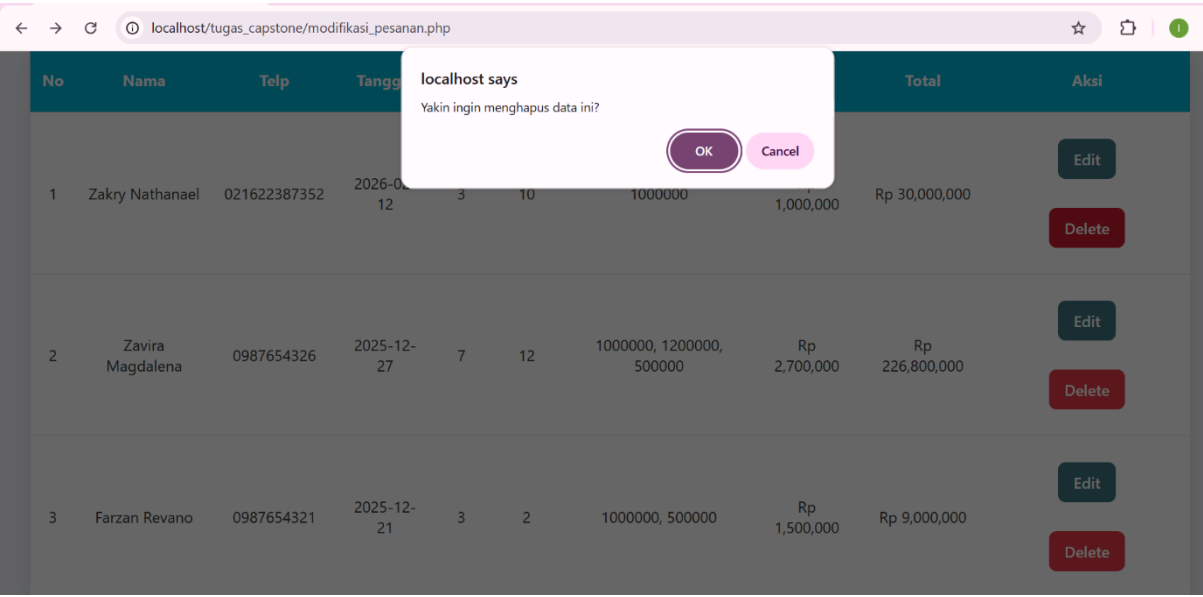 localhost/tugas_capstone/modifikasi_pesanan.php
localhost says
Yakin ingin menghapus data ini?
OK Cancel
No Nama Telp Total Aksi
1 Zakry Nathanael 021622387352 12 3 10 1000000 1,000,000 Rp 30,000,000 Edit Delete
2 Zavira Magdalena 0987654326 2025-12-27 7 12 1000000, 1200000, 500000 Rp 2,700,000 Rp 226,800,000 Edit Delete
3 Farzan Revano 0987654321 2025-12-21 3 2 1000000, 500000 Rp 1,500,000 Rp 9,000,000 Edit Delete